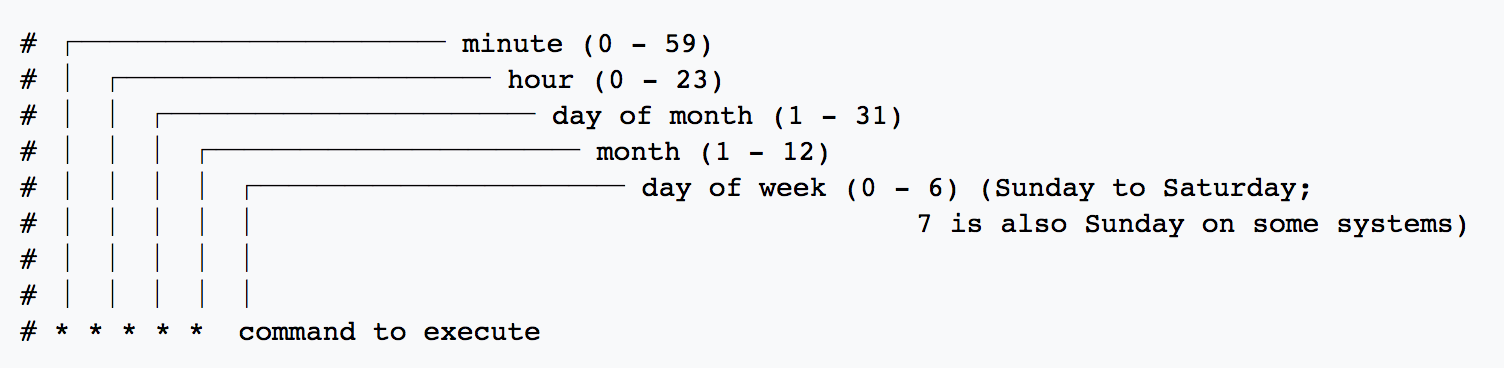 # ┌───────────── minute (0 - 59)
# │ ┌───────────── hour (0 - 23)
# │ │ ┌───────────── day of month (1 - 31)
# │ │ │ ┌───────────── month (1 - 12)
# │ │ │ │ ┌───────────── day of week (0 - 6) (Sunday to Saturday;
# │ │ │ │ │ 7 is also Sunday on some systems)
# │ │ │ │ │
# │ │ │ │ │
# * * * * * command to execute